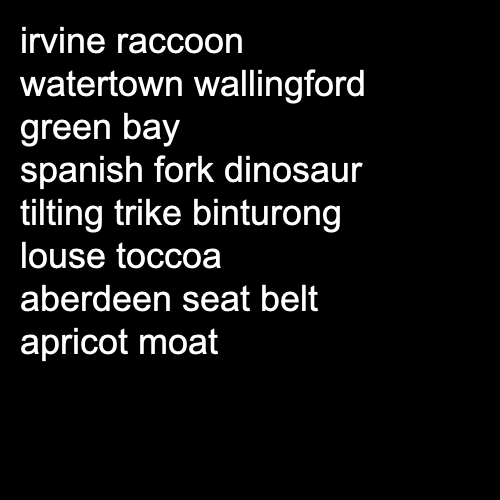 irvine raccoon
watertown wallingford
green bay
spanish fork dinosaur
tilting trike binturong
louse toccoa
aberdeen seat belt
apricot moat